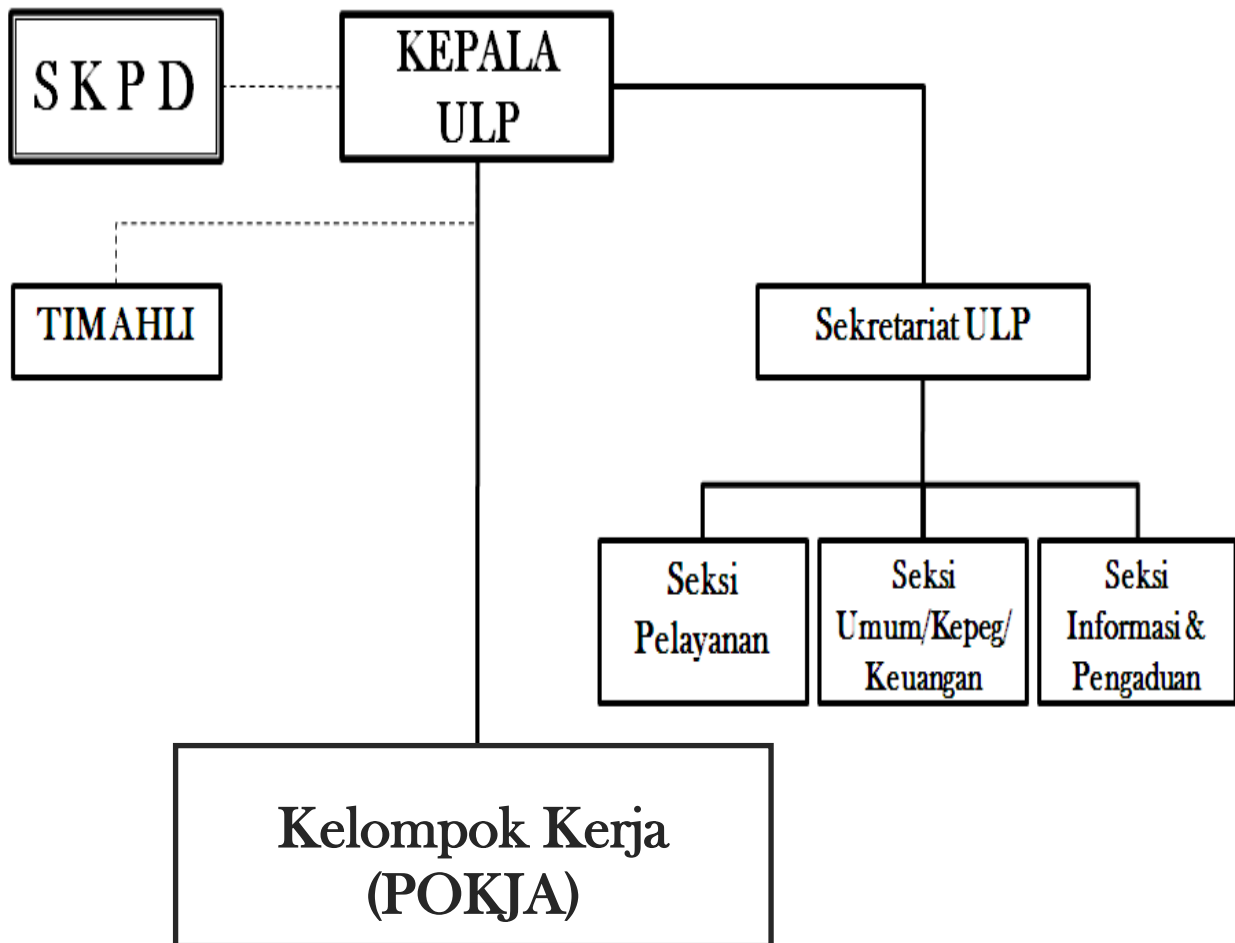 S K P D
KEPALA
ULP
TIMAHLI
Sekretariat ULP
Seksi
Pelayanan
Seksi
Umum/Kepeg/
Keuangan
Seksi
Informasi &
Pengaduan
Kelompok Kerja
(POKJA)